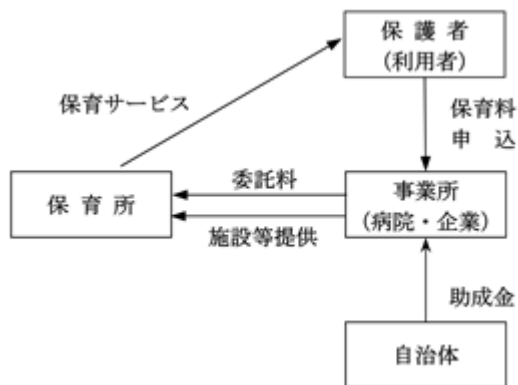 保 護 者
(利用者)
保育サービス
保育料
申 込
委託料
保 育 所
事業所
(病院・企業)
施設等提供
助成金
自治体